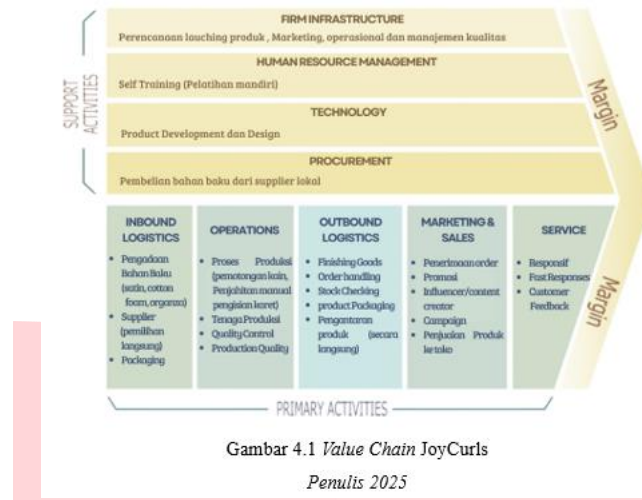 FIRM INFRASTRUCTURE
Perencanaan lauching produk , Marketing, operasional dan manajemen kualitas
HUMAN RESOURCE MANAGEMENT
Self Training (Pelatihan mandiri)
TECHNOLOGY
Product Development dan Design
PROCUREMENT
Pembelian bahan baku dari supplier lokal
SUPPORT
ACTIVITIES
Margin
INBOUND
LOGISTICS
• Pengadaan
Bahan Baku
(satin, cotton
foam, organza)
• Supplier
(pemilihan
langsung)
• Packaging
OPERATIONS
• Proses Produksi
(pemotongan kain,
Penjahitan manual
pengisian karet)
• Tenaga Produksi
• Quality Control
• Production Quality
OUTBOUND
LOGISTICS
• Finishing Goods
• Order handling
• Stock Checking
• product Packaging
• Pengantaran
produk (secara
langsung)
MARKETING &
SALES
• Penerimaan order
• Promosi
• Influencer/content
creator
• Campaign
• Penjualan Produk
ke toko
SERVICE
• Responsif
• Fast Responses
• Customer
Feedback
Margin
PRIMARY ACTIVITIES
Gambar 4.1 Value Chain JoyCurls
Penulis 2025